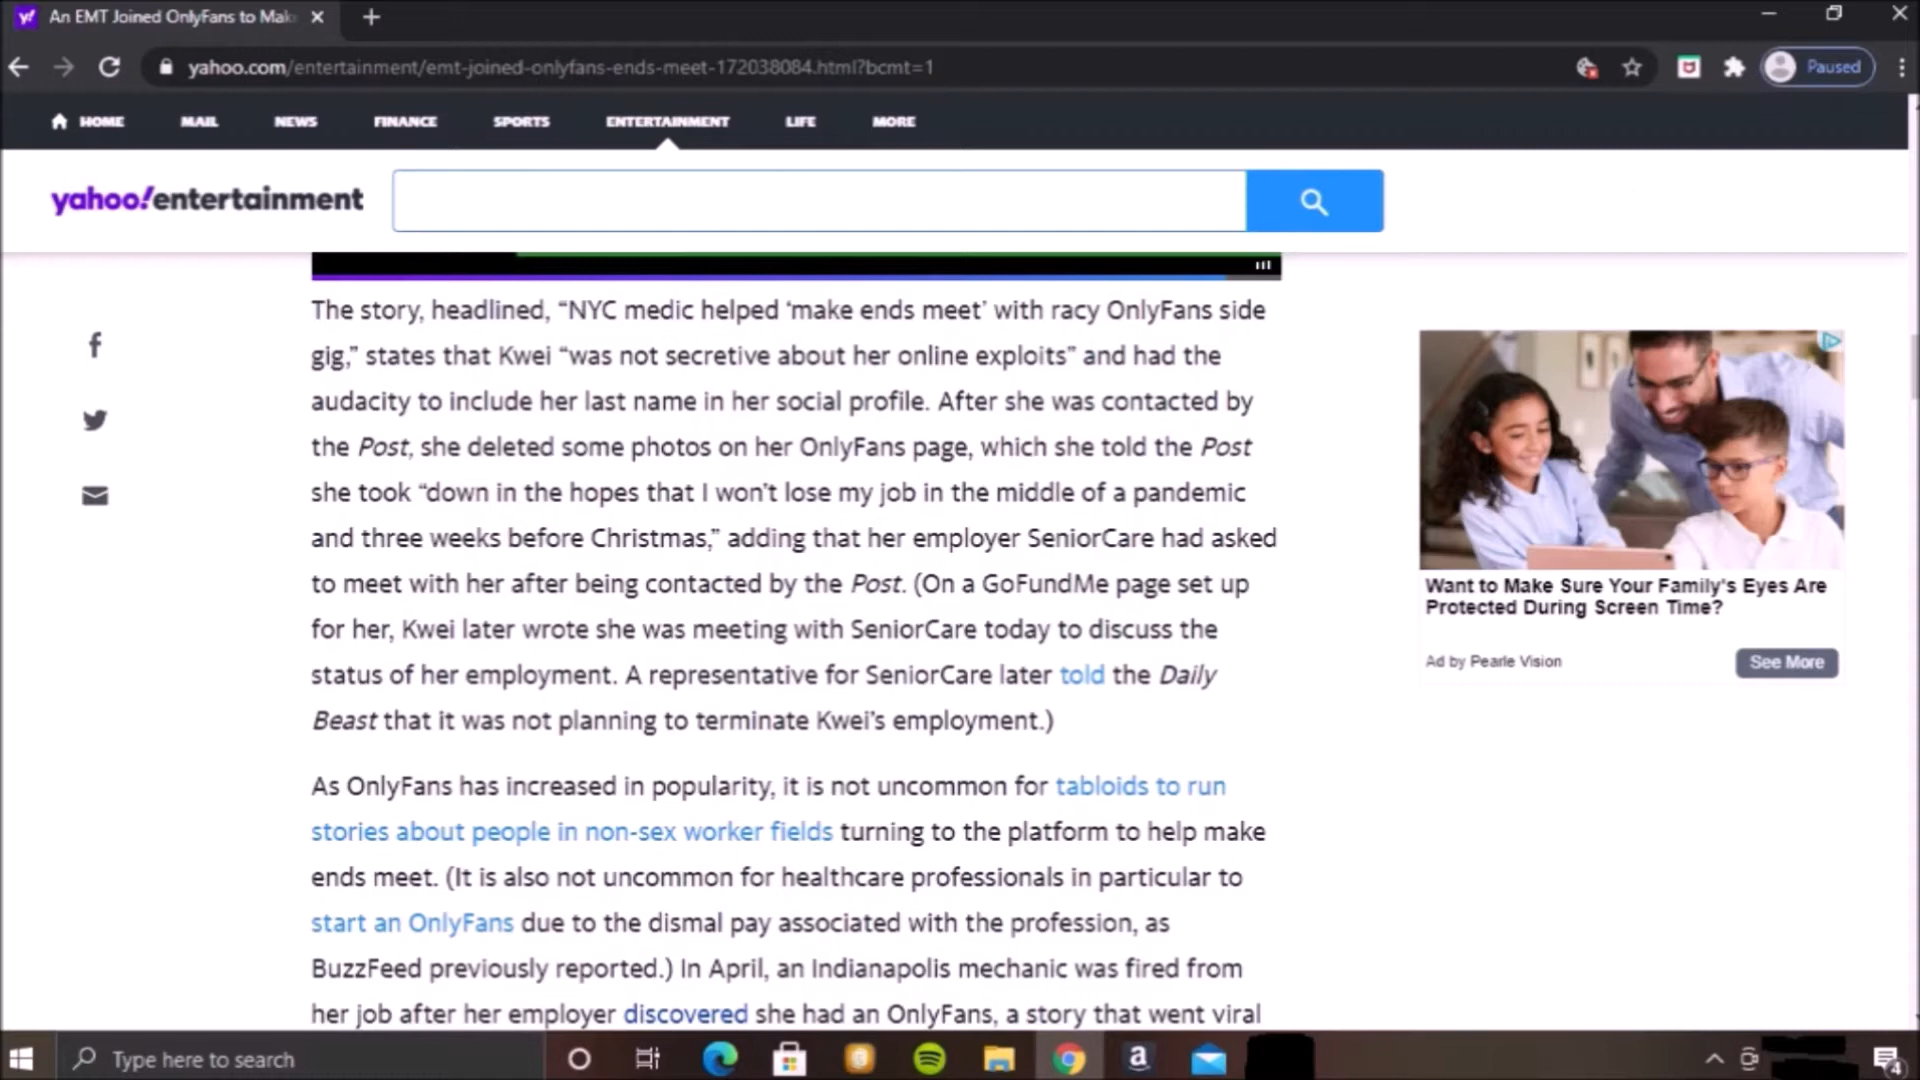 An EMT Joined OnlyFans to Mak
yahoo.com/entertainment/emt-joined-onlyfans-ends-meet-172038084.html?bcmt=1
Paused
HOME MAIL NEWS FINANCE SPORTS ENTERTAINMENT LIFE MORE
yahoo!entertainment
The story, headlined, “NYC medic helped ‘make ends meet’ with racy OnlyFans side
gig,” states that Kwei “was not secretive about her online exploits” and had the
audacity to include her last name in her social profile. After she was contacted by
the Post, she deleted some photos on her OnlyFans page, which she told the Post
she took “down in the hopes that I won’t lose my job in the middle of a pandemic
and three weeks before Christmas,” adding that her employer SeniorCare had asked
to meet with her after being contacted by the Post. (On a GoFundMe page set up
for her, Kwei later wrote she was meeting with SeniorCare today to discuss the
status of her employment. A representative for SeniorCare later told the Daily
Beast that it was not planning to terminate Kwei’s employment.)
As OnlyFans has increased in popularity, it is not uncommon for tabloids to run
stories about people in non-sex worker fields turning to the platform to help make
ends meet. (It is also not uncommon for healthcare professionals in particular to
start an OnlyFans due to the dismal pay associated with the profession, as
BuzzFeed previously reported.) In April, an Indianapolis mechanic was fired from
her job after her employer discovered she had an OnlyFans, a story that went viral
Want to Make Sure Your Family's Eyes Are
Protected During Screen Time?
Ad by Pearle Vision
See More
Type here to search
4